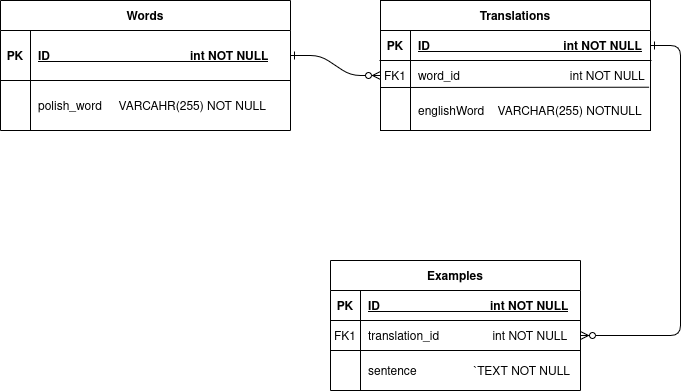 Words
PK ID int NOT NULL
polish_word VARCAHR(255) NOT NULL
Translations
PK ID int NOT NULL
FK1 word_id int NOT NULL
englishWord VARCHAR(255) NOTNULL
Examples
PK ID int NOT NULL
FK1 translation_id int NOT NULL
sentence `TEXT NOT NULL